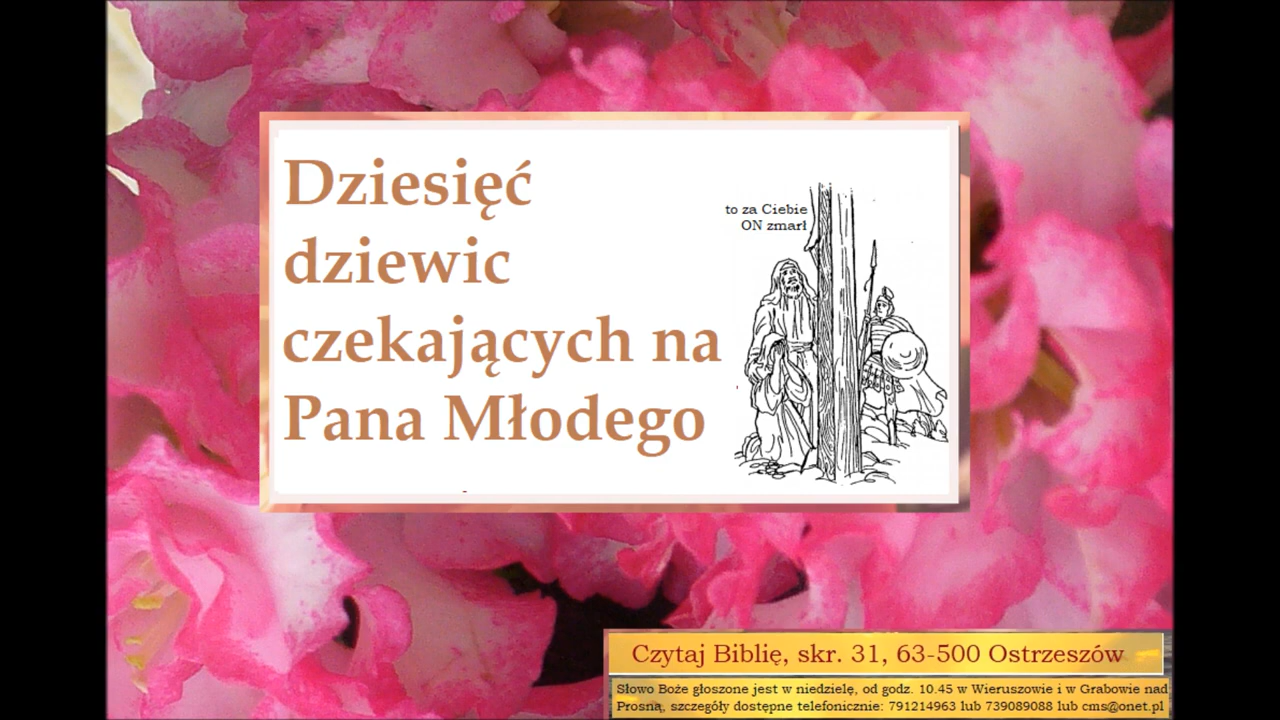 Dziesięć
dziewic
czekających na
Pana Młodego
to za Ciebie
ON zmarł
Czytaj Biblię, skr. 31, 63-500 Ostrzeszów
Słowo Boże głoszone jest w niedzielę, od godz. 10.45 w Wieruszowie i w Grabowie nad
Prosną, szczegóły dostępne telefonicznie: 791214963 lub 739089088 lub cms@onet.pl